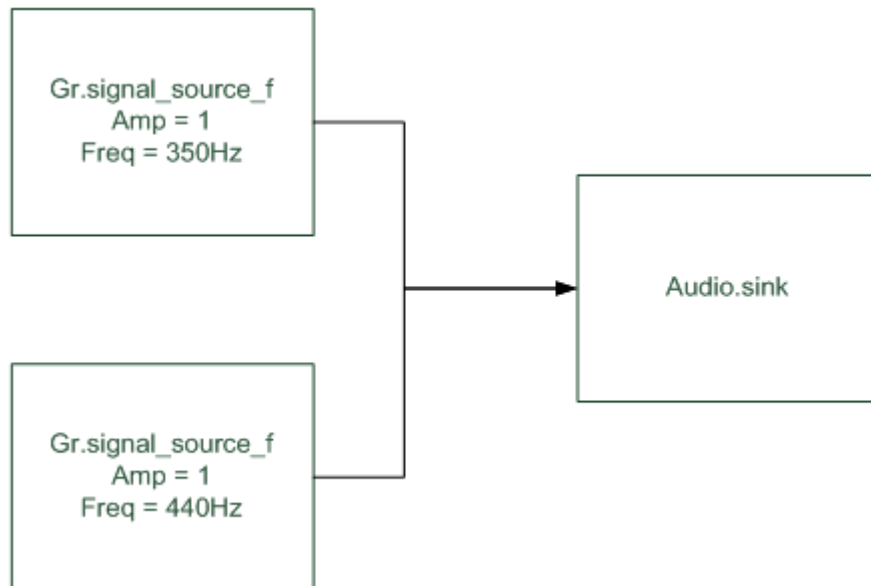 Gr.signal_source_f
Amp = 1
Freq = 350Hz
Audio.sink
Gr.signal_source_f
Amp = 1
Freq = 440Hz